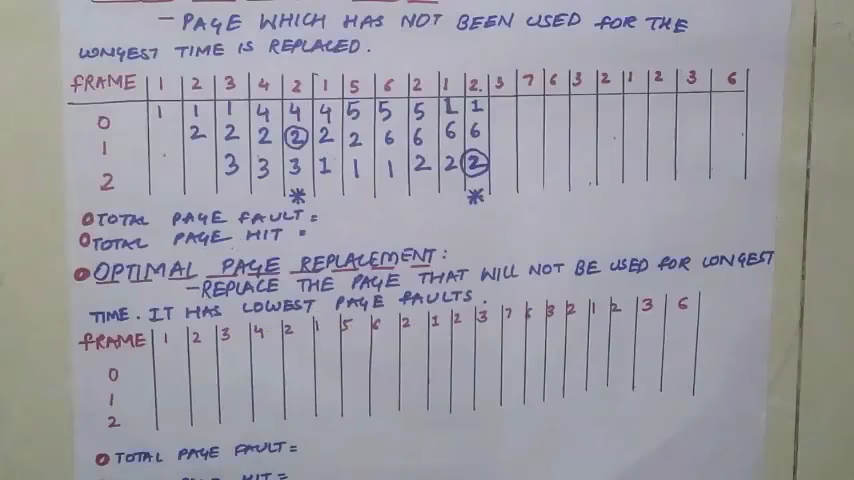 - PAGE WHICH HAS NOT BEEN USED FOR THE
LONGEST TIME IS REPLACED.
FRAME 1 2 3 4 2 1 5 6 2 1 2 3 7 6 3 2 1 2 3 6
0 1 1 1 4 4 4 5 5 5 1 1
1 2 2 2 2 2 2 6 6 6 6
2 3 3 3 1 1 1 2 2 2
* *
TOTAL PAGE FAULT =
TOTAL PAGE HIT =
OPTIMAL PAGE REPLACEMENT:
- REPLACE THE PAGE THAT WILL NOT BE USED FOR LONGEST
TIME. IT HAS LOWEST PAGE FAULTS.
FRAME 1 2 3 4 2 1 5 6 2 1 2 3 7 6 3 2 1 2 3 6
0
1
2
TOTAL PAGE FAULT =
HIT =